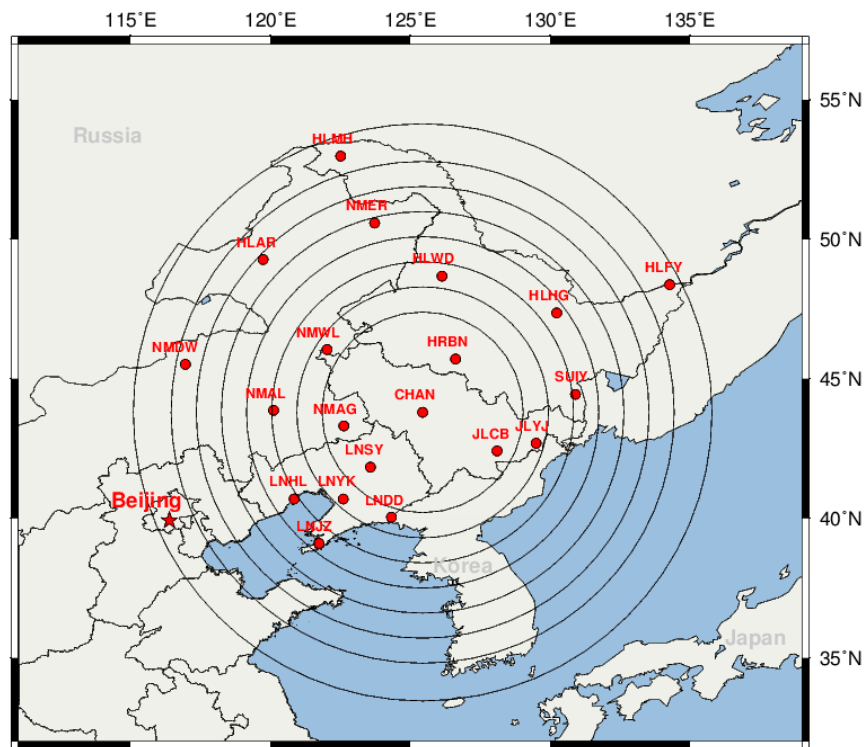 115°E 120°E 125°E 130°E 135°E
55°N
Russia
HLMH
NMER
50°N
HLAR
HLWD
HLFY
HLHG
NMWL
HRBN
NMDW
45°N
SUIY
NMAL
CHAN
NMAG
JLYJ
JLCB
LNSY
LNHL LNYK
Beijing
LNDD
40°N
LNJZ
Korea
Japan
35°N